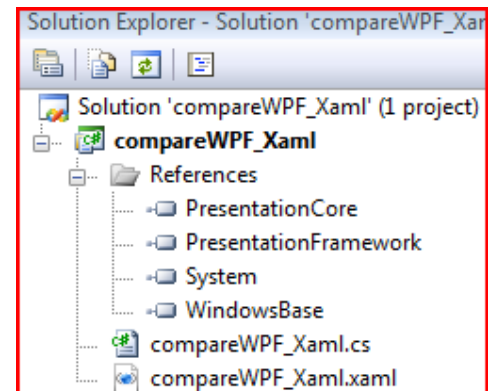 Solution Explorer - Solution 'compareWPF_Xar
Solution 'compareWPF_Xaml' (1 project)
compareWPF_Xaml
References
PresentationCore
PresentationFramework
System
WindowsBase
compareWPF_Xaml.cs
compareWPF_Xaml.xaml